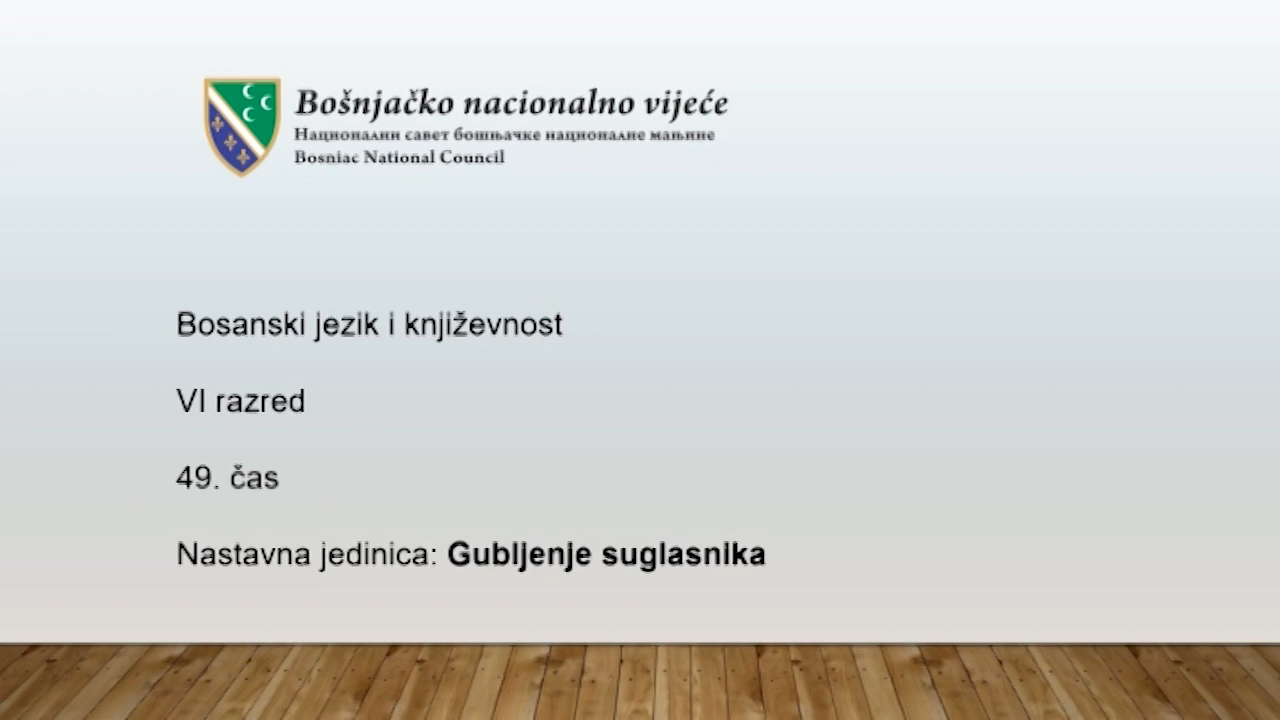 Bošnjačko nacionalno vijeće
Национални савет бошњачке националне мањине
Bosniac National Council
Bosanski jezik i književnost
VI razred
49. čas
Nastavna jedinica: Gubljenje suglasnika